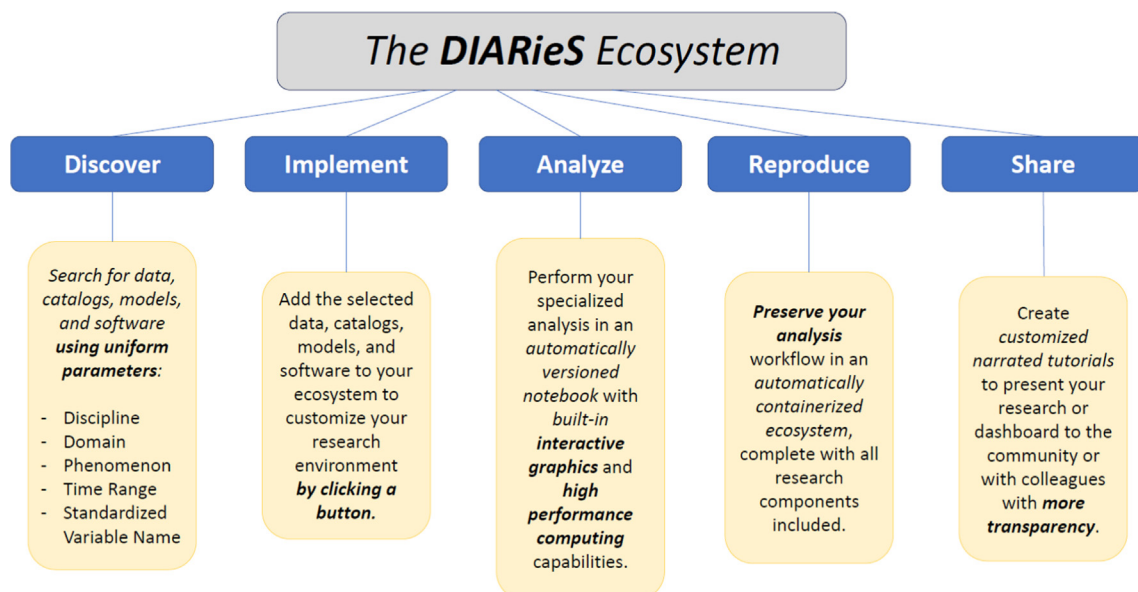 The DIARieS Ecosystem
Discover
Implement
Analyze
Reproduce
Share
Search for data,
catalogs, models,
and software
using uniform
parameters:
- Discipline
- Domain
- Phenomenon
- Time Range
- Standardized
Variable Name
Add the selected
data, catalogs,
models, and
software to your
ecosystem to
customize your
research
environment
by clicking a
button.
Perform your
specialized
analysis in an
automatically
versioned
notebook with
built-in
interactive
graphics and
high
performance
computing
capabilities.
Preserve your
analysis
workflow in an
automatically
containerized
ecosystem,
complete with all
research
components
included.
Create
customized
narrated tutorials
to present your
research or
dashboard to the
community or
with colleagues
with more
transparency.